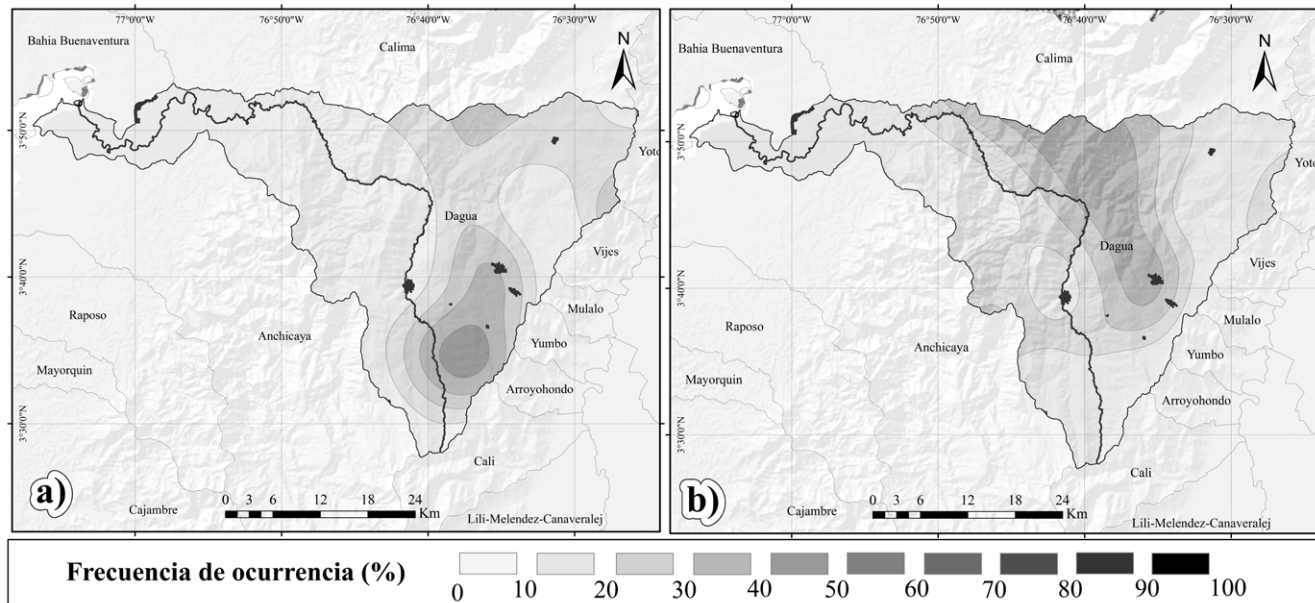 77°0'0"W 76°50'0"W 76°40'0"W 76°30'0"W
Bahia Buenaventura
Calima
N
3°50'0"N
Yoto
Dagua
Vijes
3°40'0"N
Mulalo
Raposo
Anchicaya
Yumbo
Mayorquin
Arroyohondo
3°30'0"N
Cali
a)
0 3 6 12 18 24
Km
Cajambre
Lili-Melendez-Canaveralej
77°0'0"W 76°50'0"W 76°40'0"W 76°30'0"W
Bahia Buenaventura
Calima
N
3°50'0"N
Yoto
Dagua
Vijes
3°40'0"N
Mulalo
Raposo
Anchicaya
Yumbo
Mayorquin
Arroyohondo
3°30'0"N
Cali
b)
0 3 6 12 18 24
Km
Cajambre
Lili-Melendez-Canaveralej
Frecuencia de ocurrencia (%)
0 10 20 30 40 50 60 70 80 90 100